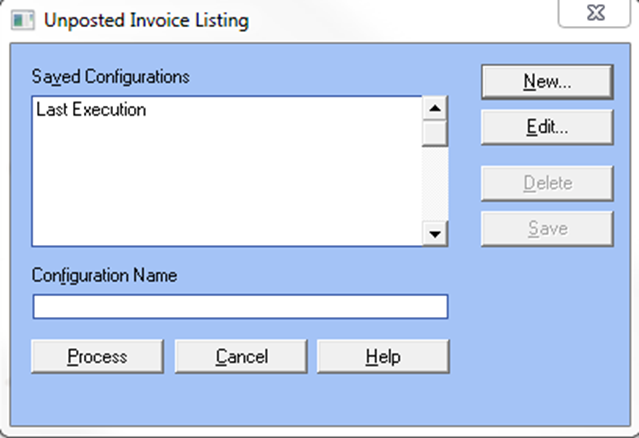 Unposted Invoice Listing
Saved Configurations
New...
Last Execution
Edit...
Delete
Save
Configuration Name
Process Cancel Help